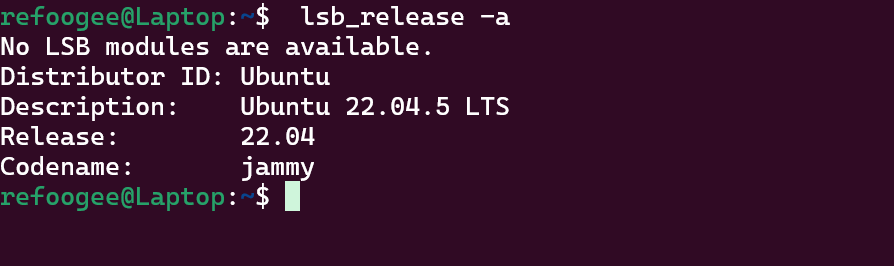 refoogee@Laptop:~$  lsb_release -a
No LSB modules are available.
Distributor ID: Ubuntu
Description:    Ubuntu 22.04.5 LTS
Release:        22.04
Codename:       jammy
refoogee@Laptop:~$